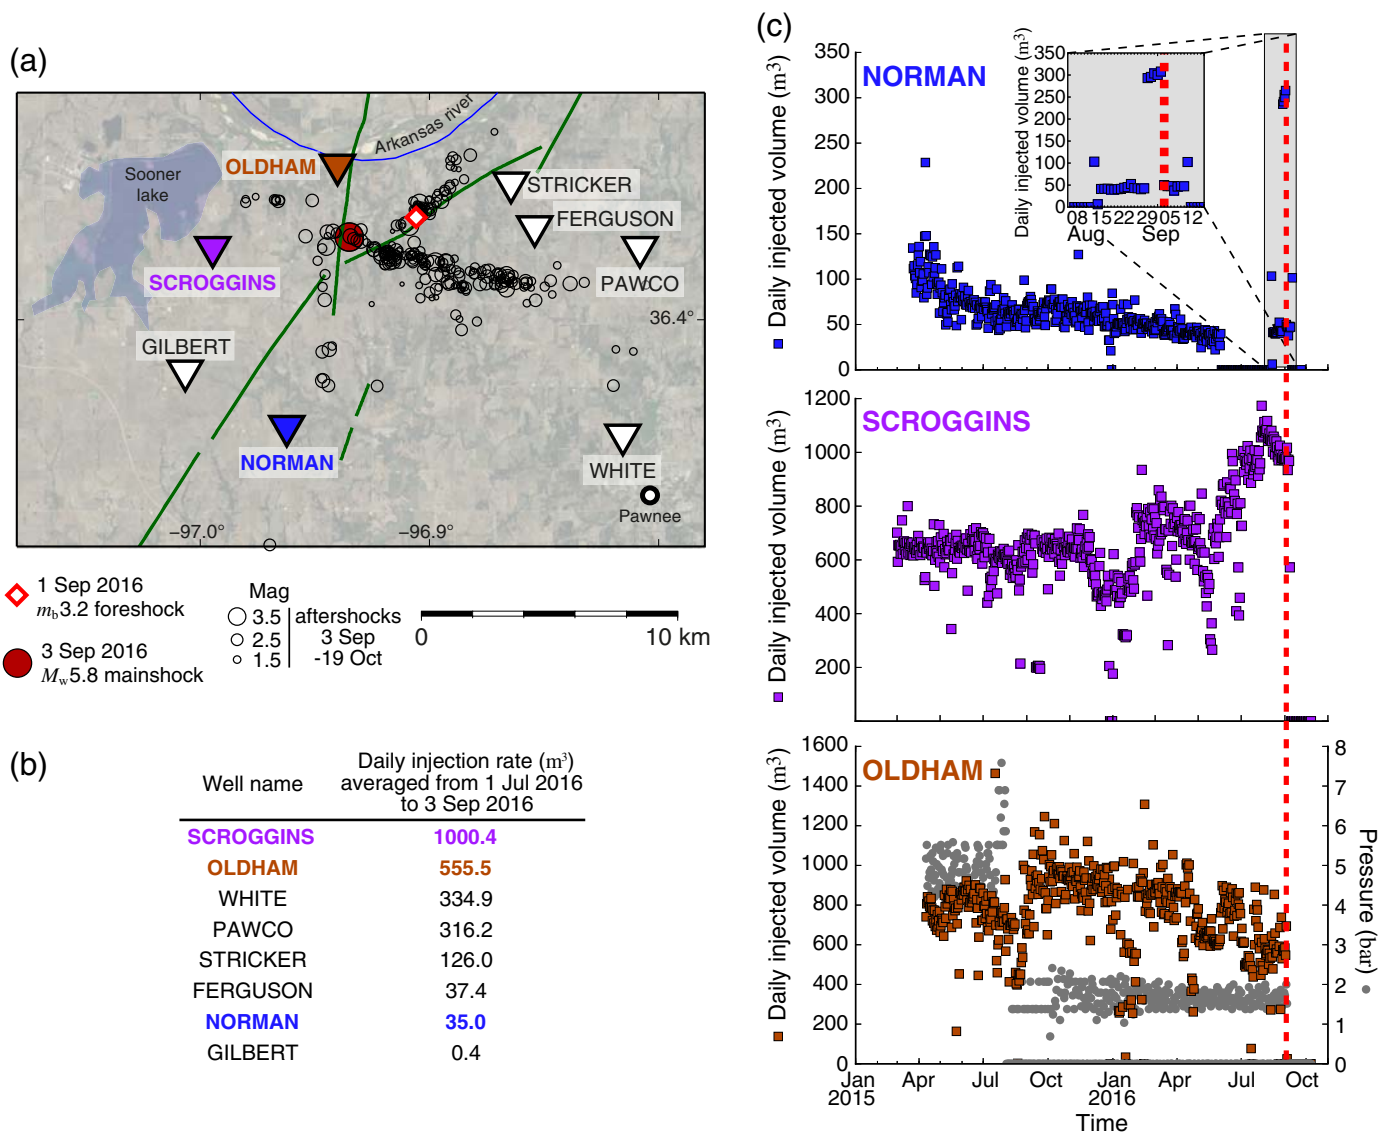 (a)
Arkansas river
OLDHAM
Sooner
lake
STRICKER
FERGUSON
SCROGGINS
PAWCO
36.4°
GILBERT
NORMAN
WHITE
Pawnee
−97.0°
−96.9°
1 Sep 2016
mb3.2 foreshock
3 Sep 2016
Mw5.8 mainshock
Mag
3.5 aftershocks
2.5 3 Sep
1.5 -19 Oct
0 10 km
(b)
Well name
Daily injection rate (m³)
averaged from 1 Jul 2016
to 3 Sep 2016
SCROGGINS 1000.4
OLDHAM 555.5
WHITE 334.9
PAWCO 316.2
STRICKER 126.0
FERGUSON 37.4
NORMAN 35.0
GILBERT 0.4
(c)
NORMAN
Daily injected volume (m³)
350
300
250
200
150
100
50
0
Daily injected volume (m³)
350
300
250
200
150
100
50
0
08 15 22 29 05 12
Aug Sep
SCROGGINS
Daily injected volume (m³)
1200
1000
800
600
400
200
OLDHAM
Daily injected volume (m³)
1600
1400
1200
1000
800
600
400
200
0
8
7
6
5
4
3
2
1
0
Pressure (bar)
Jan Apr Jul Oct Jan Apr Jul Oct
2015 2016
Time